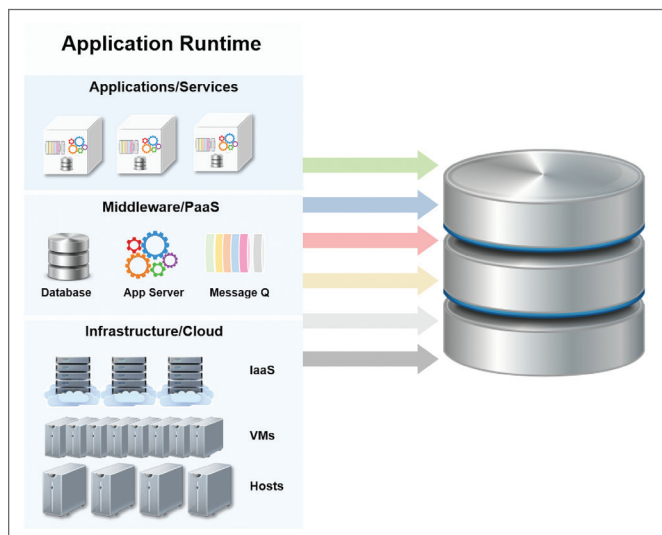 Application Runtime
Applications/Services
Middleware/PaaS
Database App Server Message Q
Infrastructure/Cloud
IaaS
VMs
Hosts